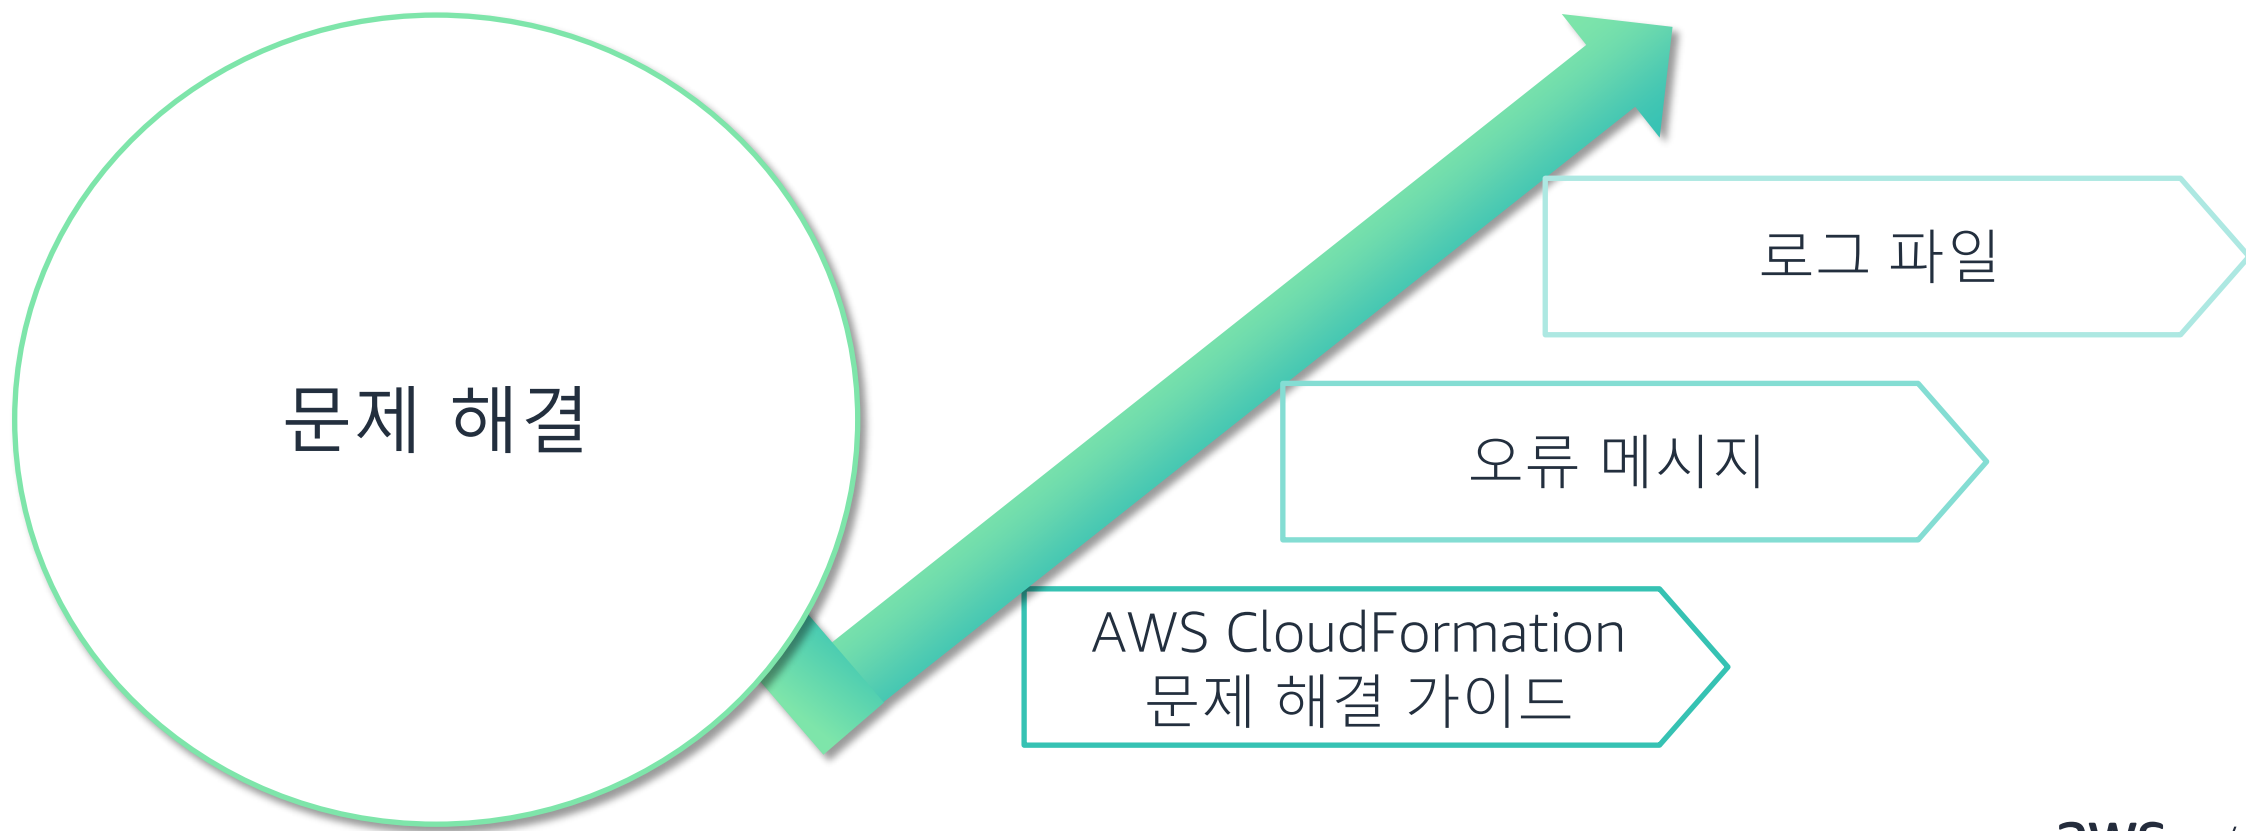 문제 해결
로그 파일
오류 메시지
AWS CloudFormation
문제 해결 가이드
aws